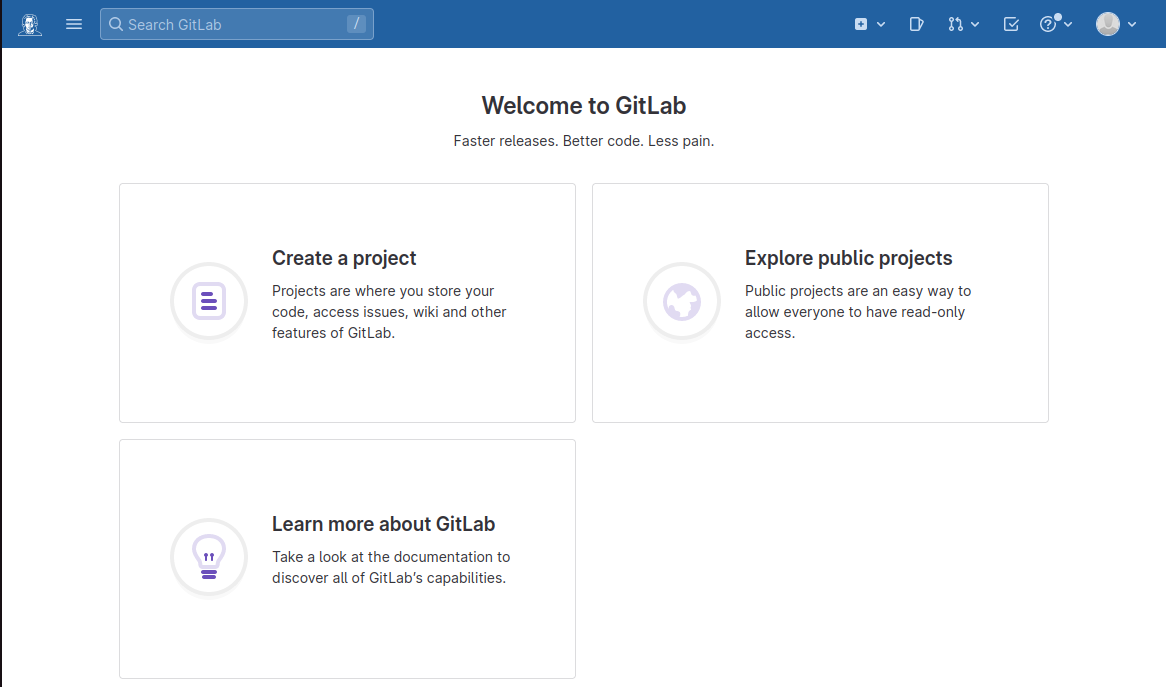 Search GitLab /
Welcome to GitLab
Faster releases. Better code. Less pain.
Create a project
Projects are where you store your
code, access issues, wiki and other
features of GitLab.
Explore public projects
Public projects are an easy way to
allow everyone to have read-only
access.
Learn more about GitLab
Take a look at the documentation to
discover all of GitLab’s capabilities.